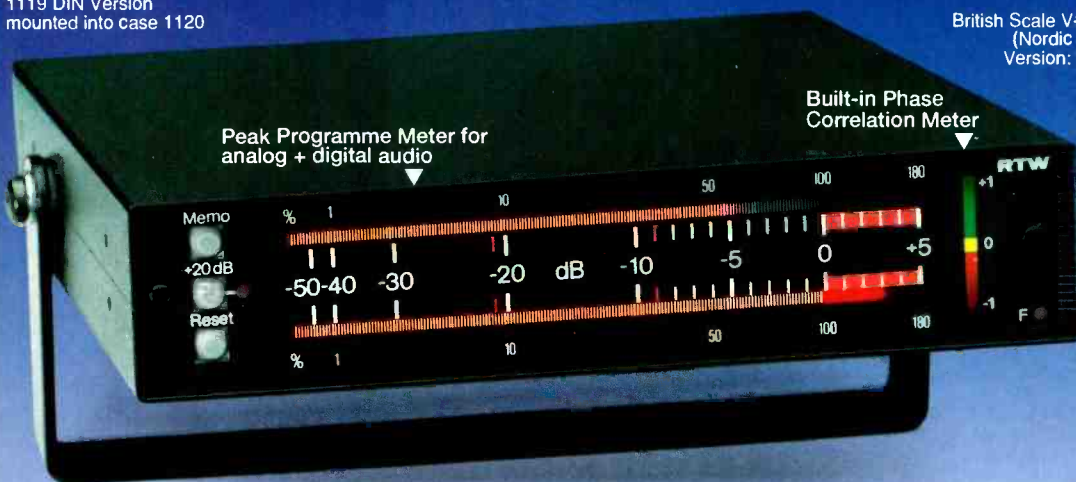 1119 DIN Version
mounted into case 1120
British Scale V-
(Nordic
Version:
Peak Programme Meter for
analog + digital audio
Built-in Phase
Correlation Meter
RTW
Memo
+20 dB
Reset
% 1 10 50 100 180
-50 -40 -30 -20 dB -10 -5 0 +5
% 1 10 50 100 180
+1
0
-1
F